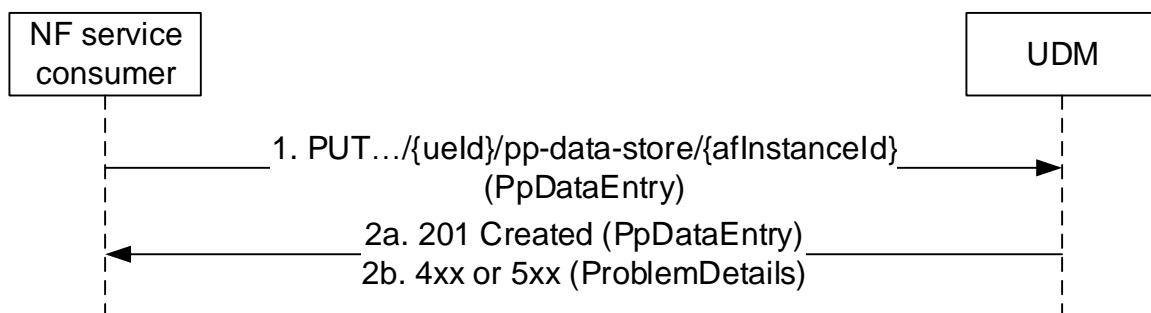 NF service
consumer
UDM
1. PUT…/{ueId}/pp-data-store/{afInstanceId}
(PpDataEntry)
2a. 201 Created (PpDataEntry)
2b. 4xx or 5xx (ProblemDetails)